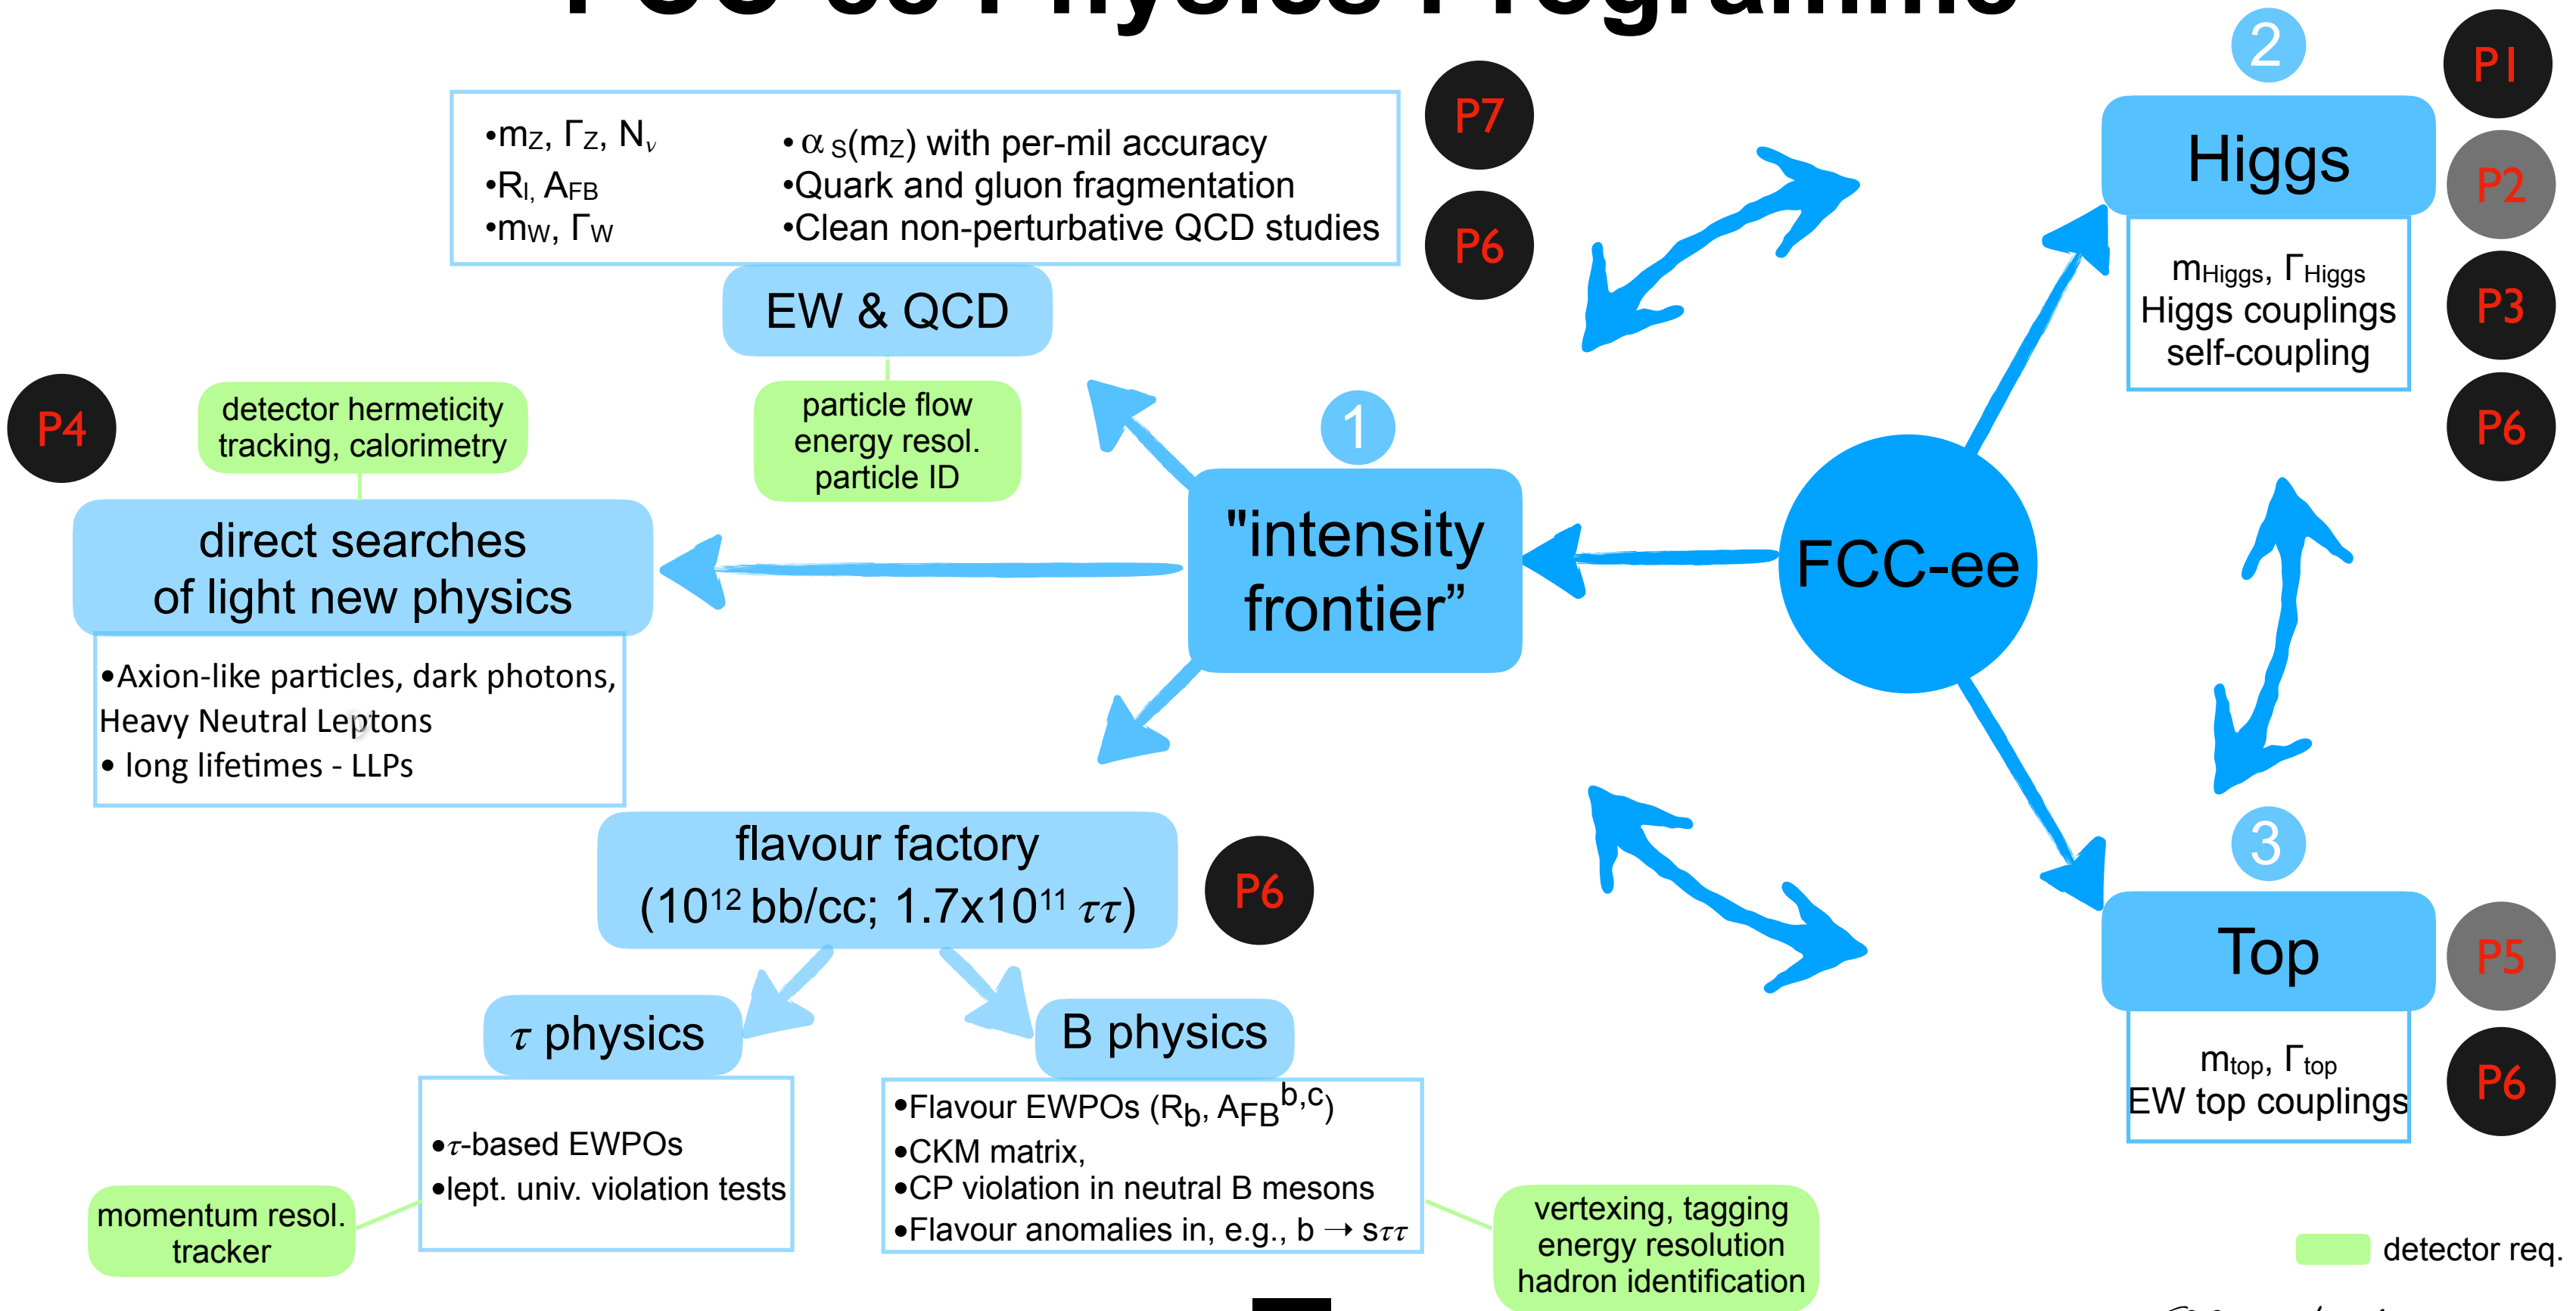 FCC-ee Physics Programme
2
P1
Higgs
P2
mHiggs, ΓHiggs
Higgs couplings
self-coupling
P3
P6
•mZ, ΓZ, Nν
•Rl, AFB
•mW, ΓW
• αS(mZ) with per-mil accuracy
•Quark and gluon fragmentation
•Clean non-perturbative QCD studies
P7
P6
EW & QCD
particle flow
energy resol.
particle ID
P4
detector hermeticity
tracking, calorimetry
direct searches
of light new physics
•Axion-like particles, dark photons,
Heavy Neutral Leptons
• long lifetimes - LLPs
1
"intensity
frontier”
FCC-ee
flavour factory
(10¹² bb/cc; 1.7x10¹¹ ττ)
P6
τ physics
•τ-based EWPOs
•lept. univ. violation tests
momentum resol.
tracker
B physics
•Flavour EWPOs (Rb, AFBb,c)
•CKM matrix,
•CP violation in neutral B mesons
•Flavour anomalies in, e.g., b → sττ
vertexing, tagging
energy resolution
hadron identification
3
Top
P5
mtop, Γtop
EW top couplings
P6
detector req.